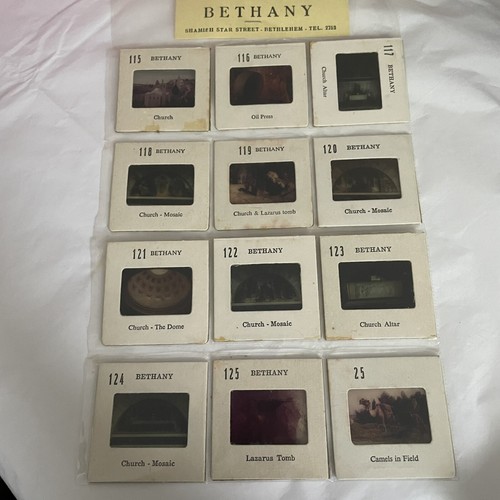 BETHANY
SHAMIEH STAR STREET - BETHLEHEM - TEL. 2313
115 BETHANY
Church
116 BETHANY
Oil Press
117 BETHANY
Church Altar
118 BETHANY
Church - Mosaic
119 BETHANY
Church & Lazarus tomb
120 BETHANY
Church - Mosaic
121 BETHANY
Church - The Dome
122 BETHANY
Church - Mosaic
123 BETHANY
Church Altar
124 BETHANY
Church - Mosaic
125 BETHANY
Lazarus Tomb
25
Camels in Field